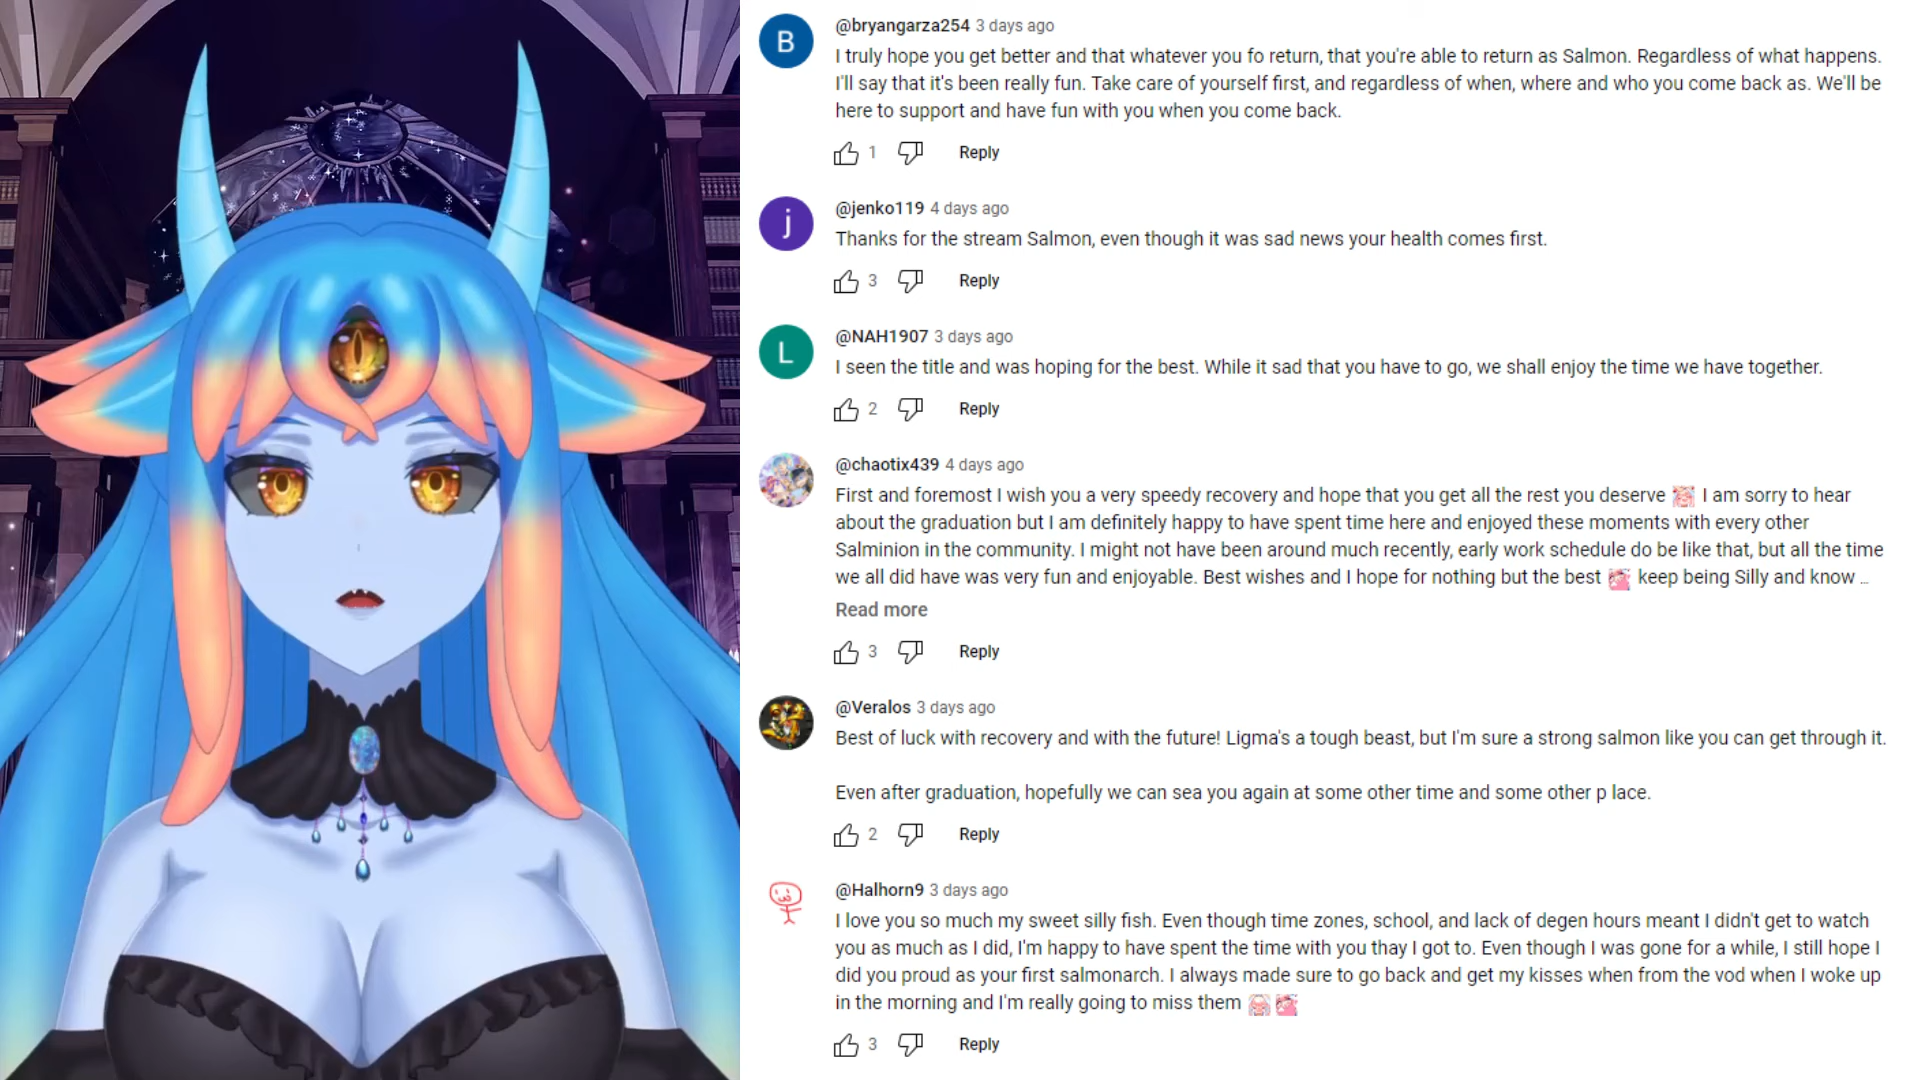 B
@bryangarza254 3 days ago
I truly hope you get better and that whatever you fo return, that you're able to return as Salmon. Regardless of what happens.
I'll say that it's been really fun. Take care of yourself first, and regardless of when, where and who you come back as. We'll be
here to support and have fun with you when you come back.
1 Reply
j
@jenko119 4 days ago
Thanks for the stream Salmon, even though it was sad news your health comes first.
3 Reply
L
@NAH1907 3 days ago
I seen the title and was hoping for the best. While it sad that you have to go, we shall enjoy the time we have together.
2 Reply
@chaotix439 4 days ago
First and foremost I wish you a very speedy recovery and hope that you get all the rest you deserve I am sorry to hear
about the graduation but I am definitely happy to have spent time here and enjoyed these moments with every other
Salminion in the community. I might not have been around much recently, early work schedule do be like that, but all the time
we all did have was very fun and enjoyable. Best wishes and I hope for nothing but the best keep being Silly and know ...
Read more
3 Reply
@Veralos 3 days ago
Best of luck with recovery and with the future! Ligma's a tough beast, but I'm sure a strong salmon like you can get through it.
Even after graduation, hopefully we can sea you again at some other time and some other p lace.
2 Reply
@Halhorn9 3 days ago
I love you so much my sweet silly fish. Even though time zones, school, and lack of degen hours meant I didn't get to watch
you as much as I did, I'm happy to have spent the time with you thay I got to. Even though I was gone for a while, I still hope I
did you proud as your first salmonarch. I always made sure to go back and get my kisses when from the vod when I woke up
in the morning and I'm really going to miss them
3 Reply